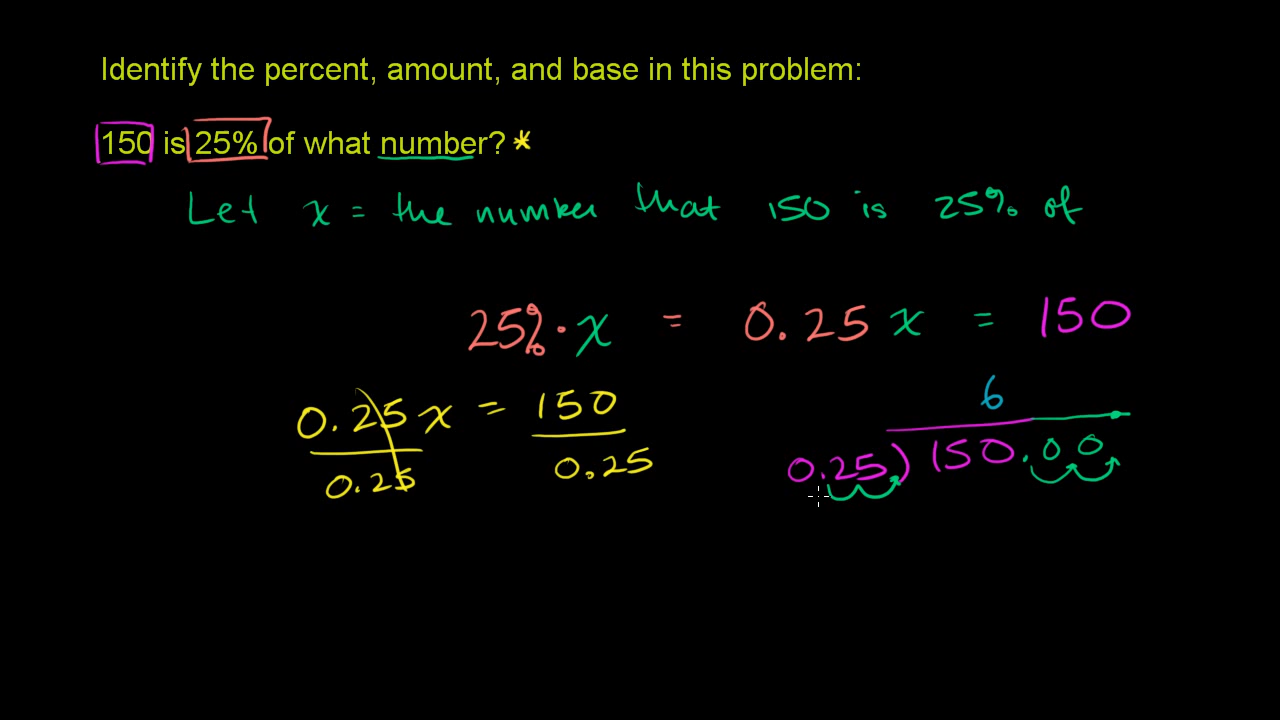 Identify the percent, amount, and base in this problem:
150 is 25% of what number? *
Let x = the number that 150 is 25% of
25% · x = 0.25 x = 150
0.25 x = 150
0.25 0.25
6
0.25 ) 150.00